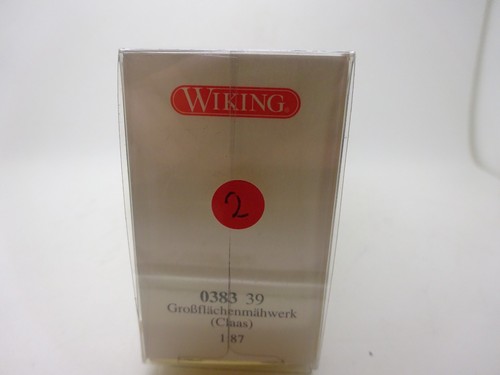 WIKING®
2
0383 39
Großflächenmähwerk
(Claas)
1:87